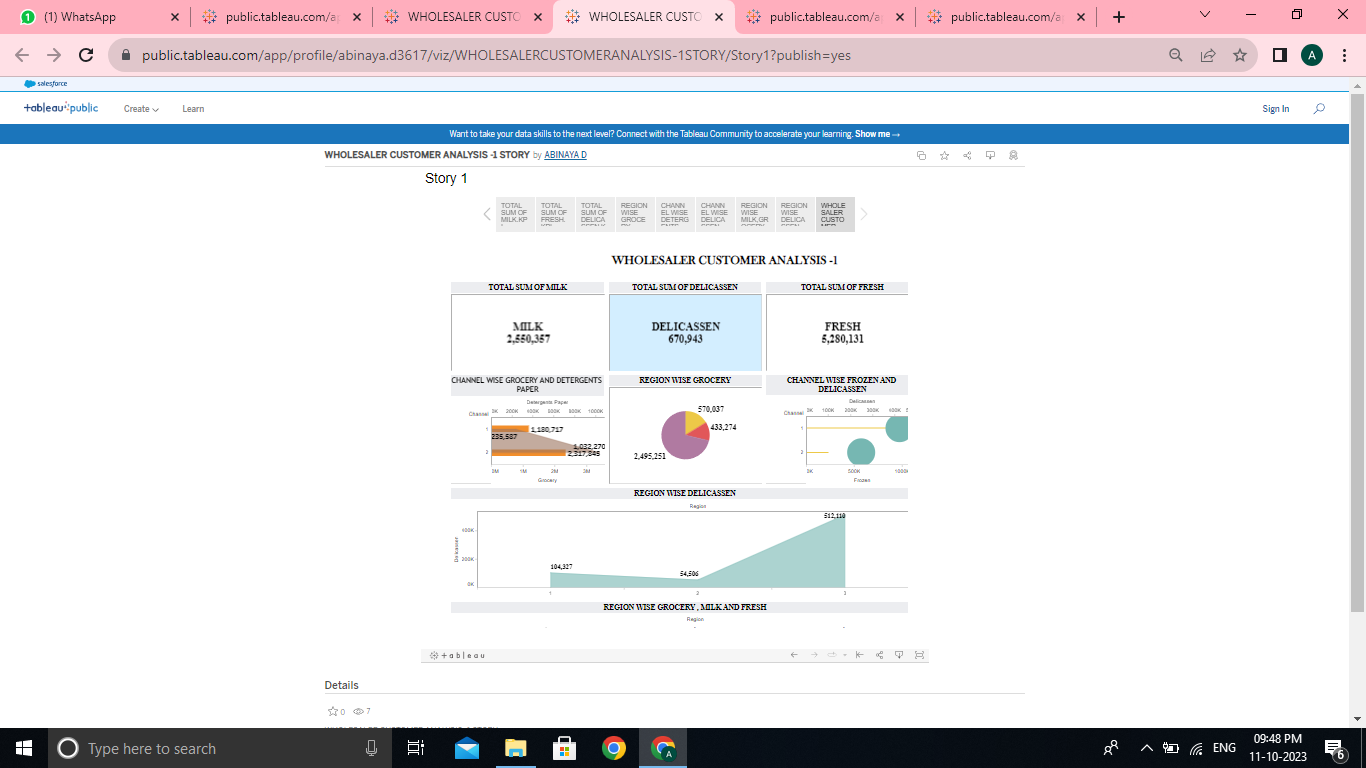 (1) WhatsApp
public.tableau.com/a
WHOLESALER CUSTO
WHOLESALER CUSTO
public.tableau.com/a
public.tableau.com/a
public.tableau.com/app/profile/abinaya.d3617/viz/WHOLESALERCUSTOMERANALYSIS-1STORY/Story1?publish=yes
A
salesforce
+ableau public
Create
Learn
Sign In
Want to take your data skills to the next level? Connect with the Tableau Community to accelerate your learning. Show me →
WHOLESALER CUSTOMER ANALYSIS -1 STORY by ABINAYA D
Story 1
TOTAL SUM OF MILK.KP
TOTAL SUM OF FRESH.
TOTAL SUM OF DELICA
REGION WISE GROCE
CHANN EL WISE DETERG
CHANN EL WISE DELICA
REGION WISE MILK,GR
REGION WISE DELICA
WHOLE SALER CUSTO
WHOLESALER CUSTOMER ANALYSIS -1
TOTAL SUM OF MILK
TOTAL SUM OF DELICASSEN
TOTAL SUM OF FRESH
MILK
2,550,357
DELICASSEN
670,943
FRESH
5,280,131
CHANNEL WISE GROCERY AND DETERGENTS
PAPER
Detergents Paper
0K 200K 400K 600K 800K 1000K
Channel
1
1,180,717
235,587
1,032,270
2
2,317,845
0M 1M 2M 3M
Grocery
REGION WISE GROCERY
570,037
433,274
2,495,251
CHANNEL WISE FROZEN AND
DELICASSEN
Delicassen
0K 100K 200K 300K 400K
Channel
1
2
0K 500K 1000
Frozen
REGION WISE DELICASSEN
Region
512,110
400K
Delicassen
200K
104,327
54,506
0K
1 2 3
REGION WISE GROCERY , MILK AND FRESH
Region
+ableau
Details
0 7
Type here to search
ENG
09:48 PM
11-10-2023
6